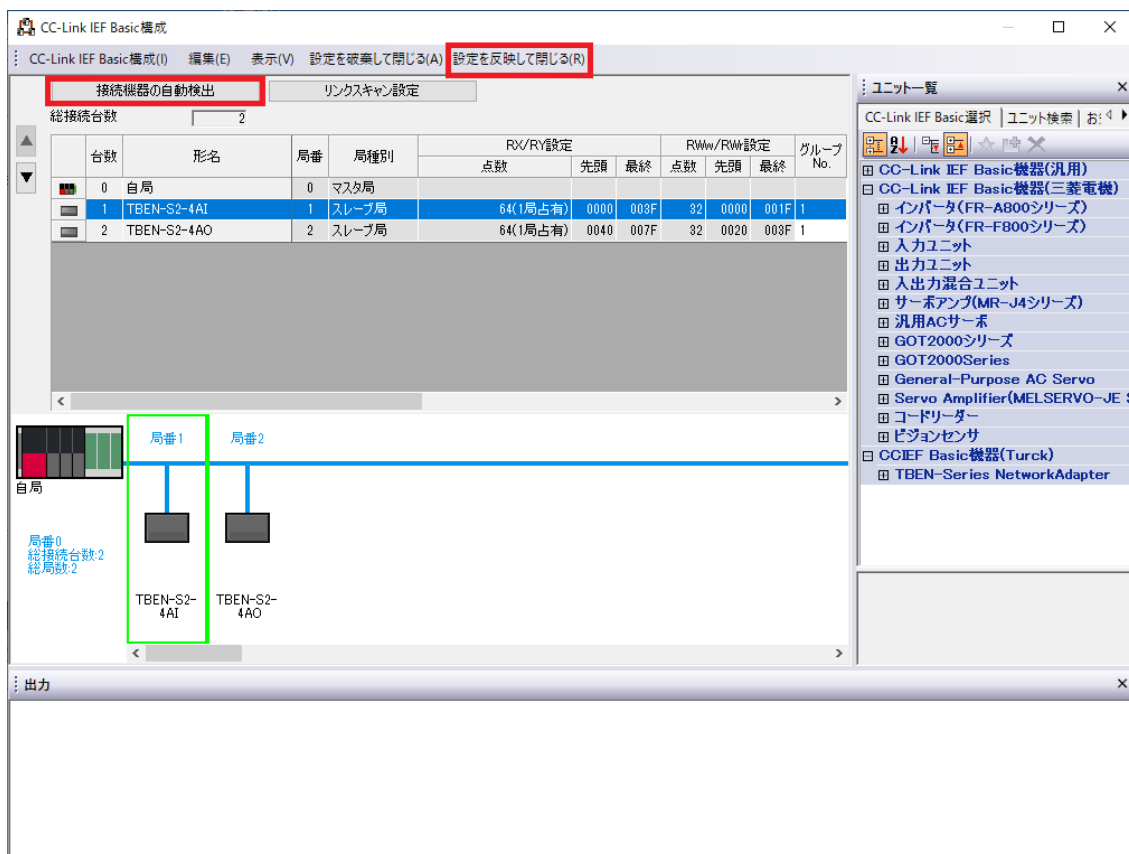 CC-Link IEF Basic構成
CC-Link IEF Basic構成(I) 編集(E) 表示(V) 設定を破棄して閉じる(A) 設定を反映して閉じる(R)
接続機器の自動検出 リンクスキャン設定
総接続台数 2
台数 形名 局番 局種別 RX/RY設定 RWw/RWr設定 グループNo.
点数 先頭 最終 点数 先頭 最終
0 自局 0 マスタ局
1 TBEN-S2-4AI 1 スレーブ局 64(1局占有) 0000 003F 32 0000 001F 1
2 TBEN-S2-4AO 2 スレーブ局 64(1局占有) 0040 007F 32 0020 003F 1
局番1 局番2
自局
局番0
総接続台数:2
総局数:2
TBEN-S2-4AI TBEN-S2-4AO
ユニット一覧
CC-Link IEF Basic選択 ユニット検索 お
CC-Link IEF Basic機器(汎用)
CC-Link IEF Basic機器(三菱電機)
インバータ(FR-A800シリーズ)
インバータ(FR-F800シリーズ)
入力ユニット
出力ユニット
入出力混合ユニット
サーボアンプ(MR-J4シリーズ)
汎用ACサーボ
GOT2000シリーズ
GOT2000Series
General-Purpose AC Servo
Servo Amplifier(MELSERVO-JE
コードリーダー
ビジョンセンサ
CCIEF Basic機器(Turck)
TBEN-Series NetworkAdapter
出力